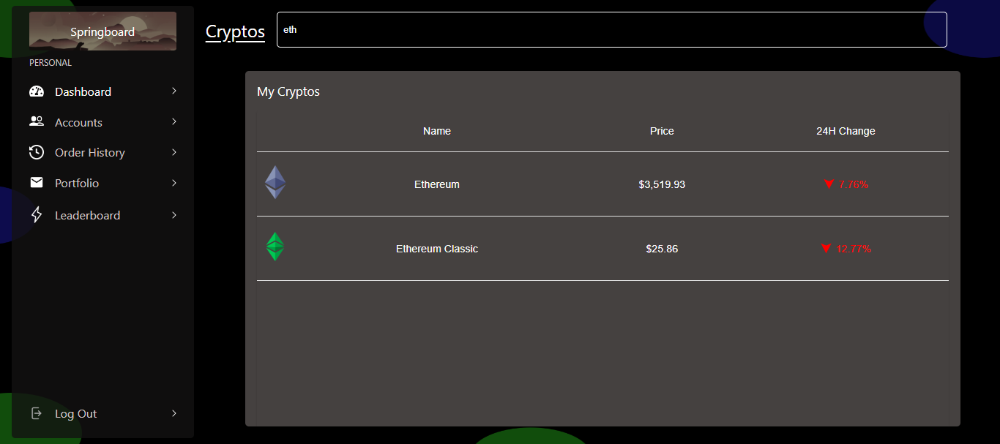 Springboard
PERSONAL
Dashboard
Accounts
Order History
Portfolio
Leaderboard
Log Out
Cryptos eth
My Cryptos
Name Price 24H Change
Ethereum $3,519.93 7.76%
Ethereum Classic $25.86 12.77%